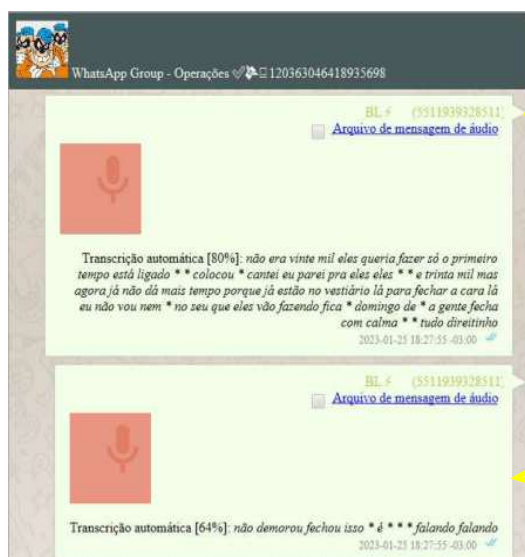 WhatsApp Group - Operações 120363046418935698
BL⚡ (5511939328511)
Arquivo de mensagem de áudio
Transcrição automática [80%]: não era vinte mil eles queria fazer só o primeiro
tempo está ligado * * colocou * cantei eu parei pra eles eles * * e trinta mil mas
agora já não dá mais tempo porque já estão no vestiário lá para fechar a cara lá
eu não vou nem * no seu que eles vão fazendo fica * domingo de * a gente fecha
com calma * * tudo direitinho
2023-01-25 18:27:55 -03:00
BL⚡ (5511939328511)
Arquivo de mensagem de áudio
Transcrição automática [64%]: não demorou fechou isso * é * * * falando falando
2023-01-25 18:27:55 -03:00